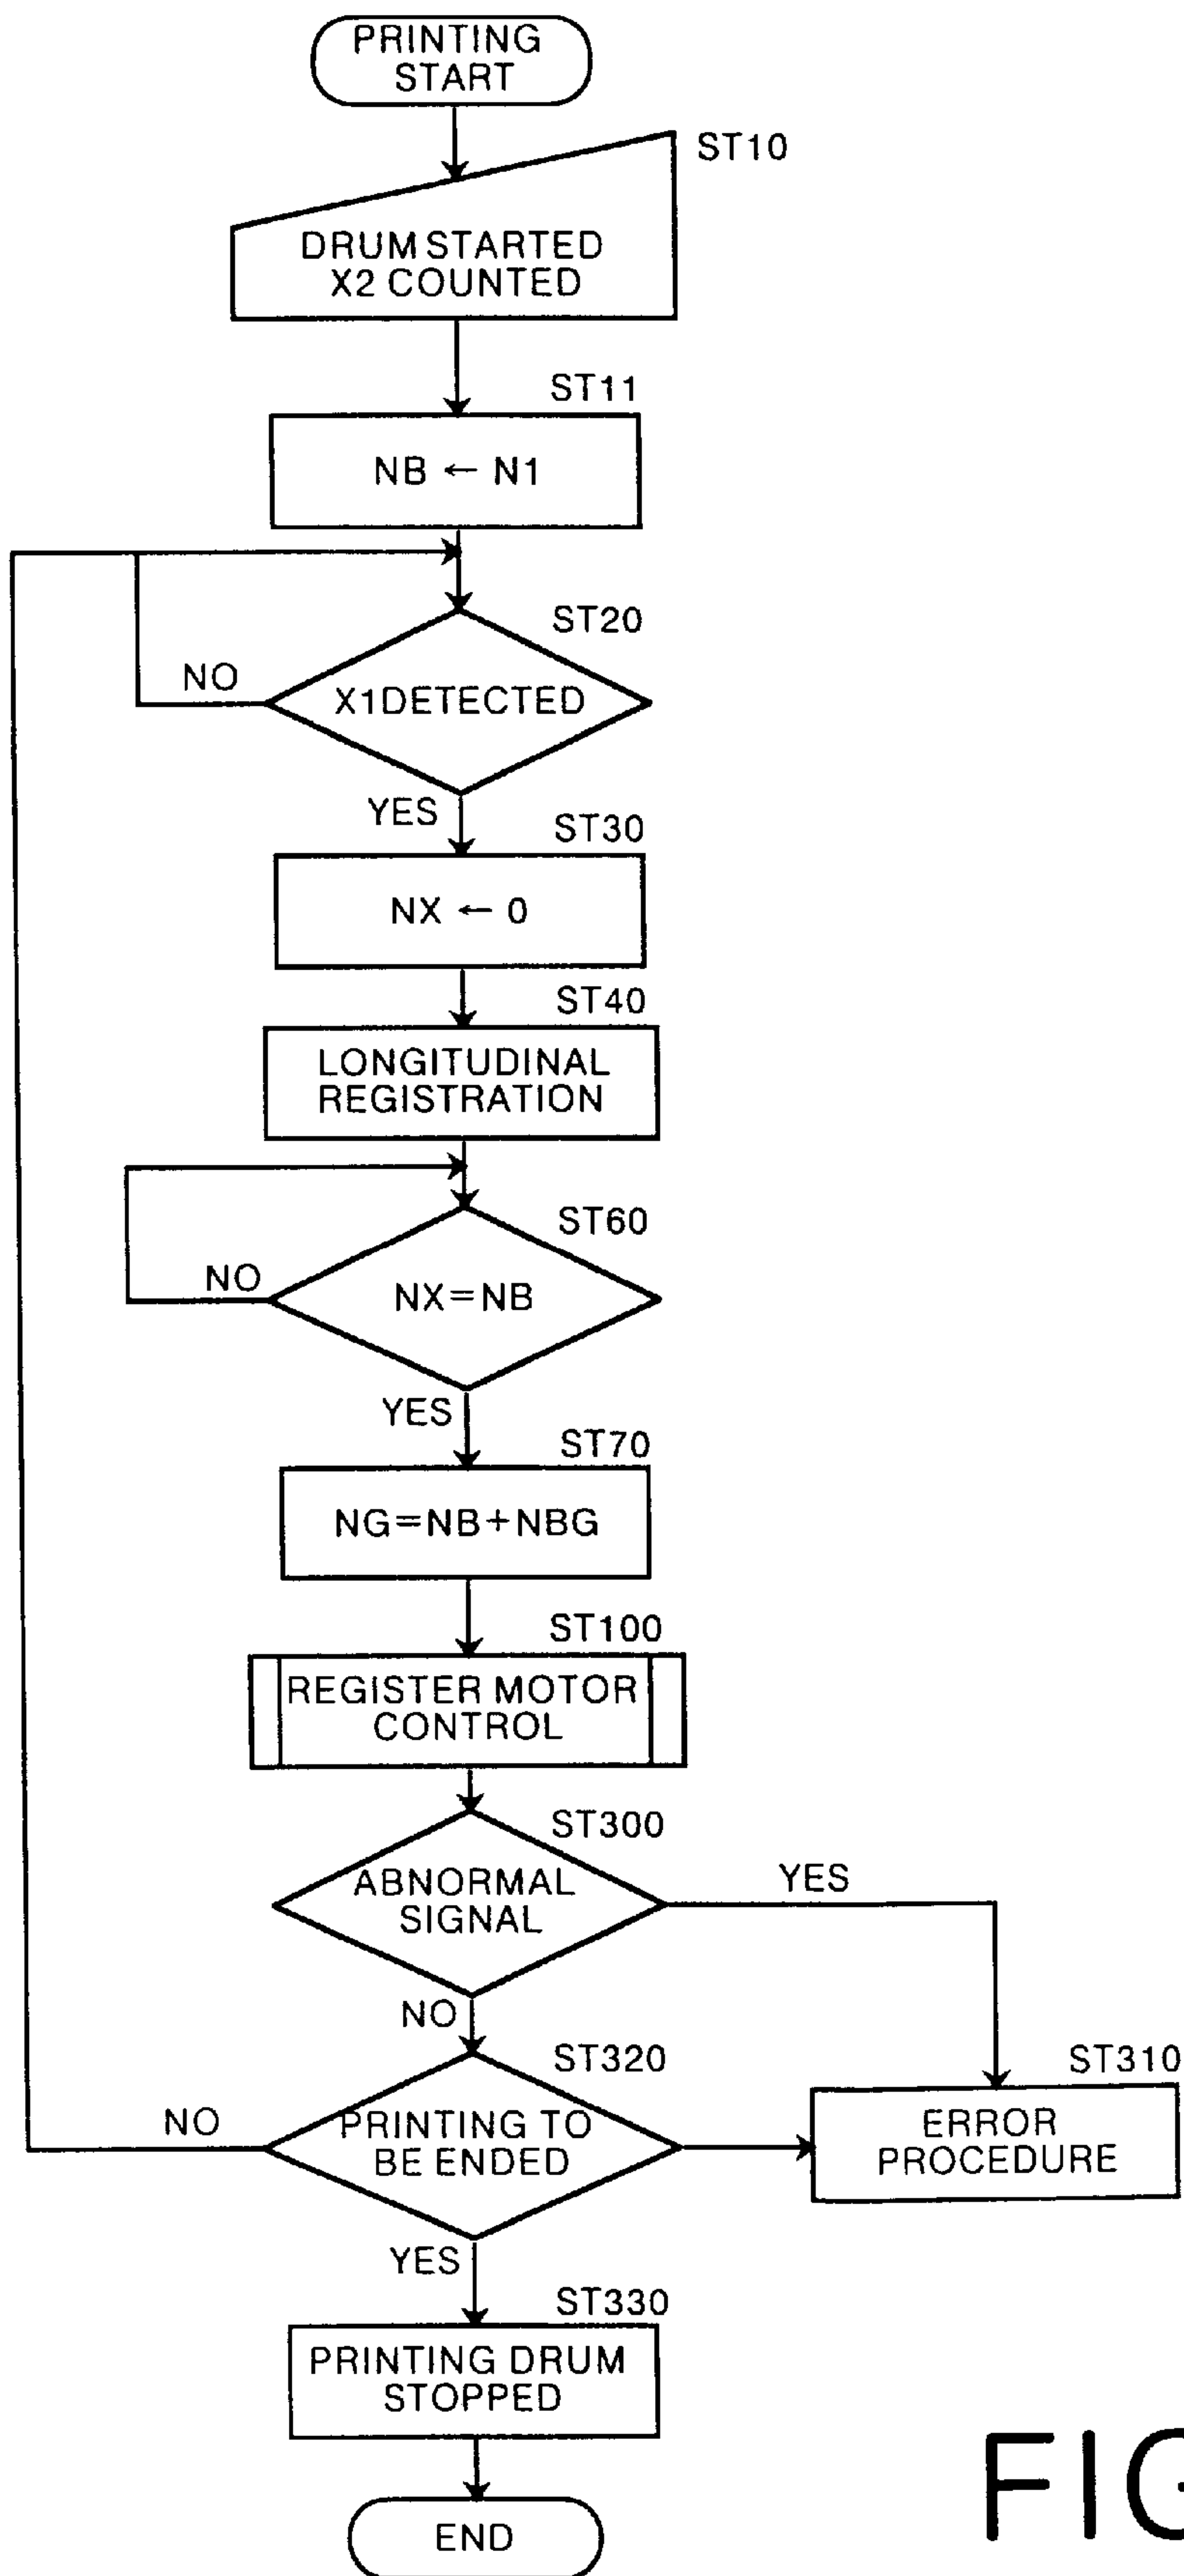 PRINTING
START
ST10
DRUM STARTED
X2 COUNTED
ST11
NB ← N1
ST20
NO
X1DETECTED
YES
ST30
NX ← 0
ST40
LONGITUDINAL
REGISTRATION
ST60
NO
NX=NB
YES
ST70
NG=NB+NBG
ST100
REGISTER MOTOR
CONTROL
ST300
ABNORMAL
SIGNAL
YES
NO
ST320
ST310
NO
PRINTING TO
BE ENDED
ERROR
PROCEDURE
YES
ST330
PRINTING DRUM
STOPPED
END
FIG